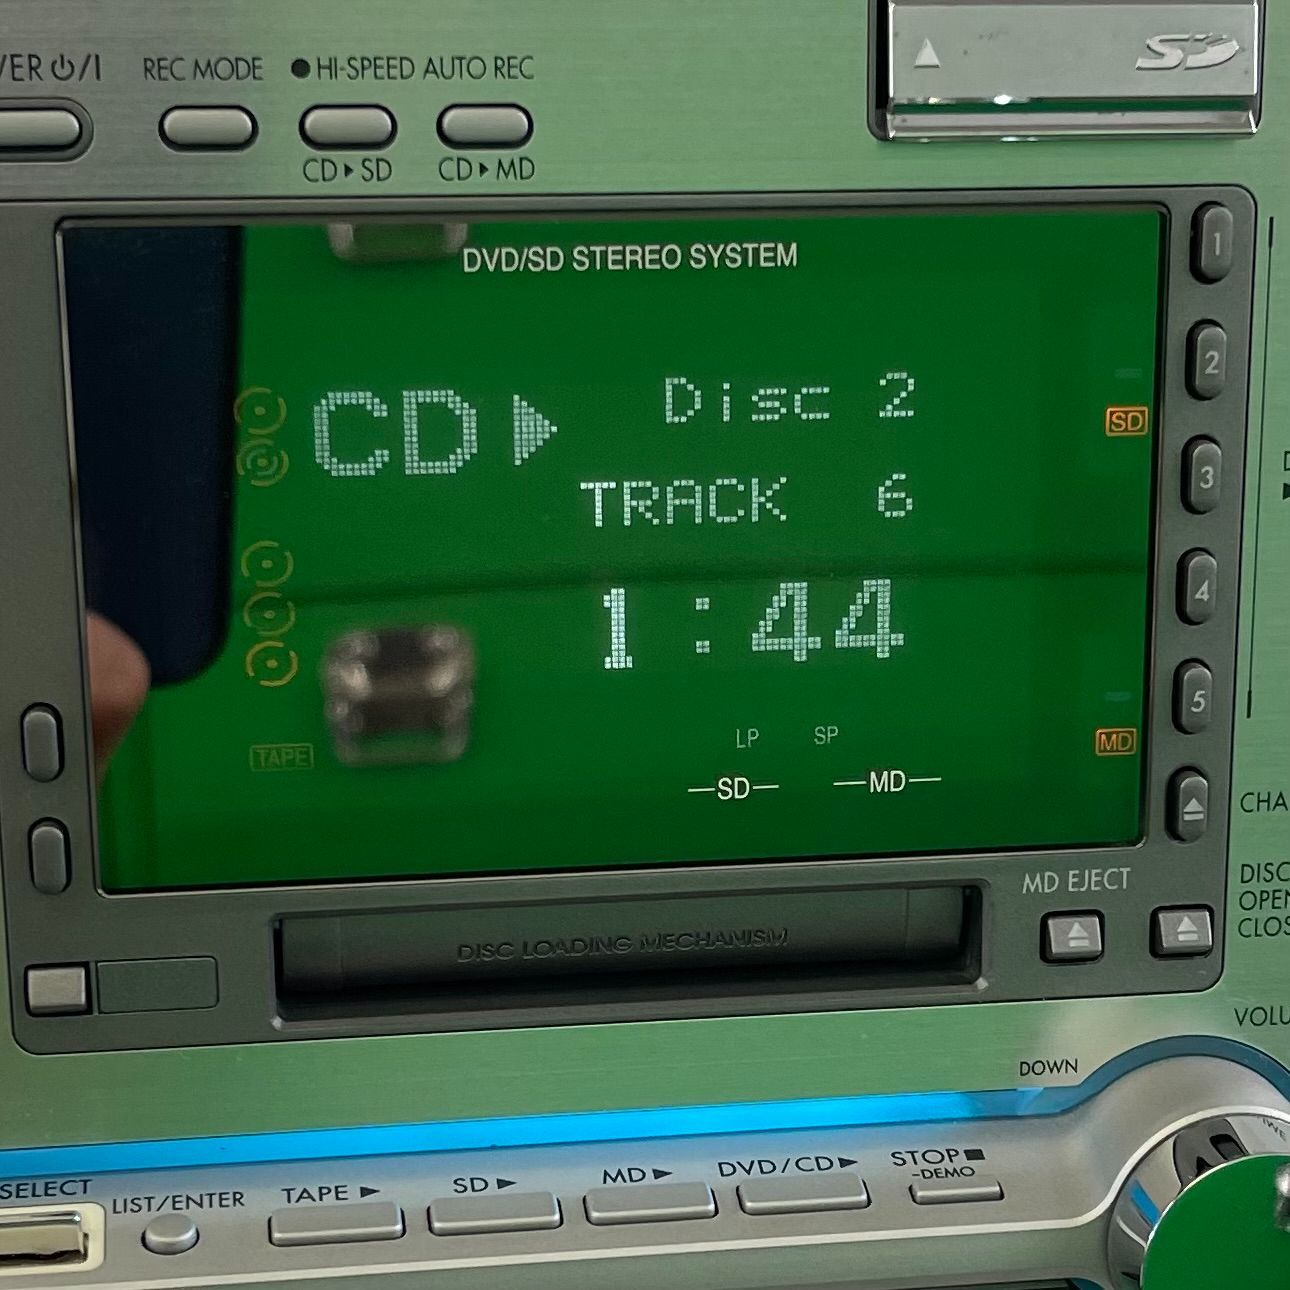 /ER ⏻/I REC MODE ● HI-SPEED AUTO REC
CD▶SD CD▶MD
▲ SD
DVD/SD STEREO SYSTEM
CD▶ Disc 2
TRACK 6
1:44
SD
TAPE
LP SP
—SD— —MD—
MD
1
2
3
4
5
CHA
DISC
OPEN
CLOS
MD EJECT
DISC LOADING MECHANISM
VOLU
DOWN
SELECT
LIST/ENTER
TAPE ▶
SD ▶
MD ▶
DVD/CD ▶
STOP ■
-DEMO